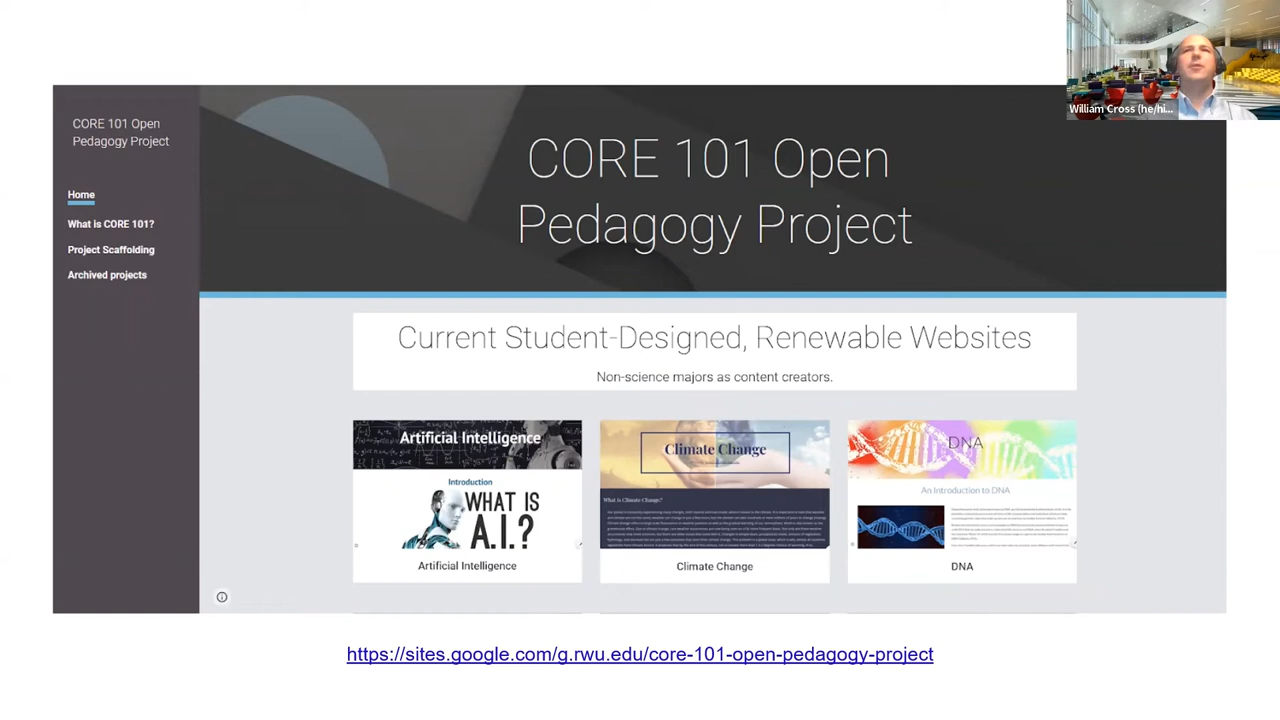 William Cross (he/hi...
CORE 101 Open
Pedagogy Project
Home
What is CORE 101?
Project Scaffolding
Archived projects
CORE 101 Open
Pedagogy Project
Current Student-Designed, Renewable Websites
Non-science majors as content creators.
Artificial Intelligence
Introduction
WHAT IS
A.I.?
Artificial Intelligence
Climate Change
What is Climate Change?
Climate Change
DNA
An Introduction to DNA
DNA
https://sites.google.com/g.rwu.edu/core-101-open-pedagogy-project